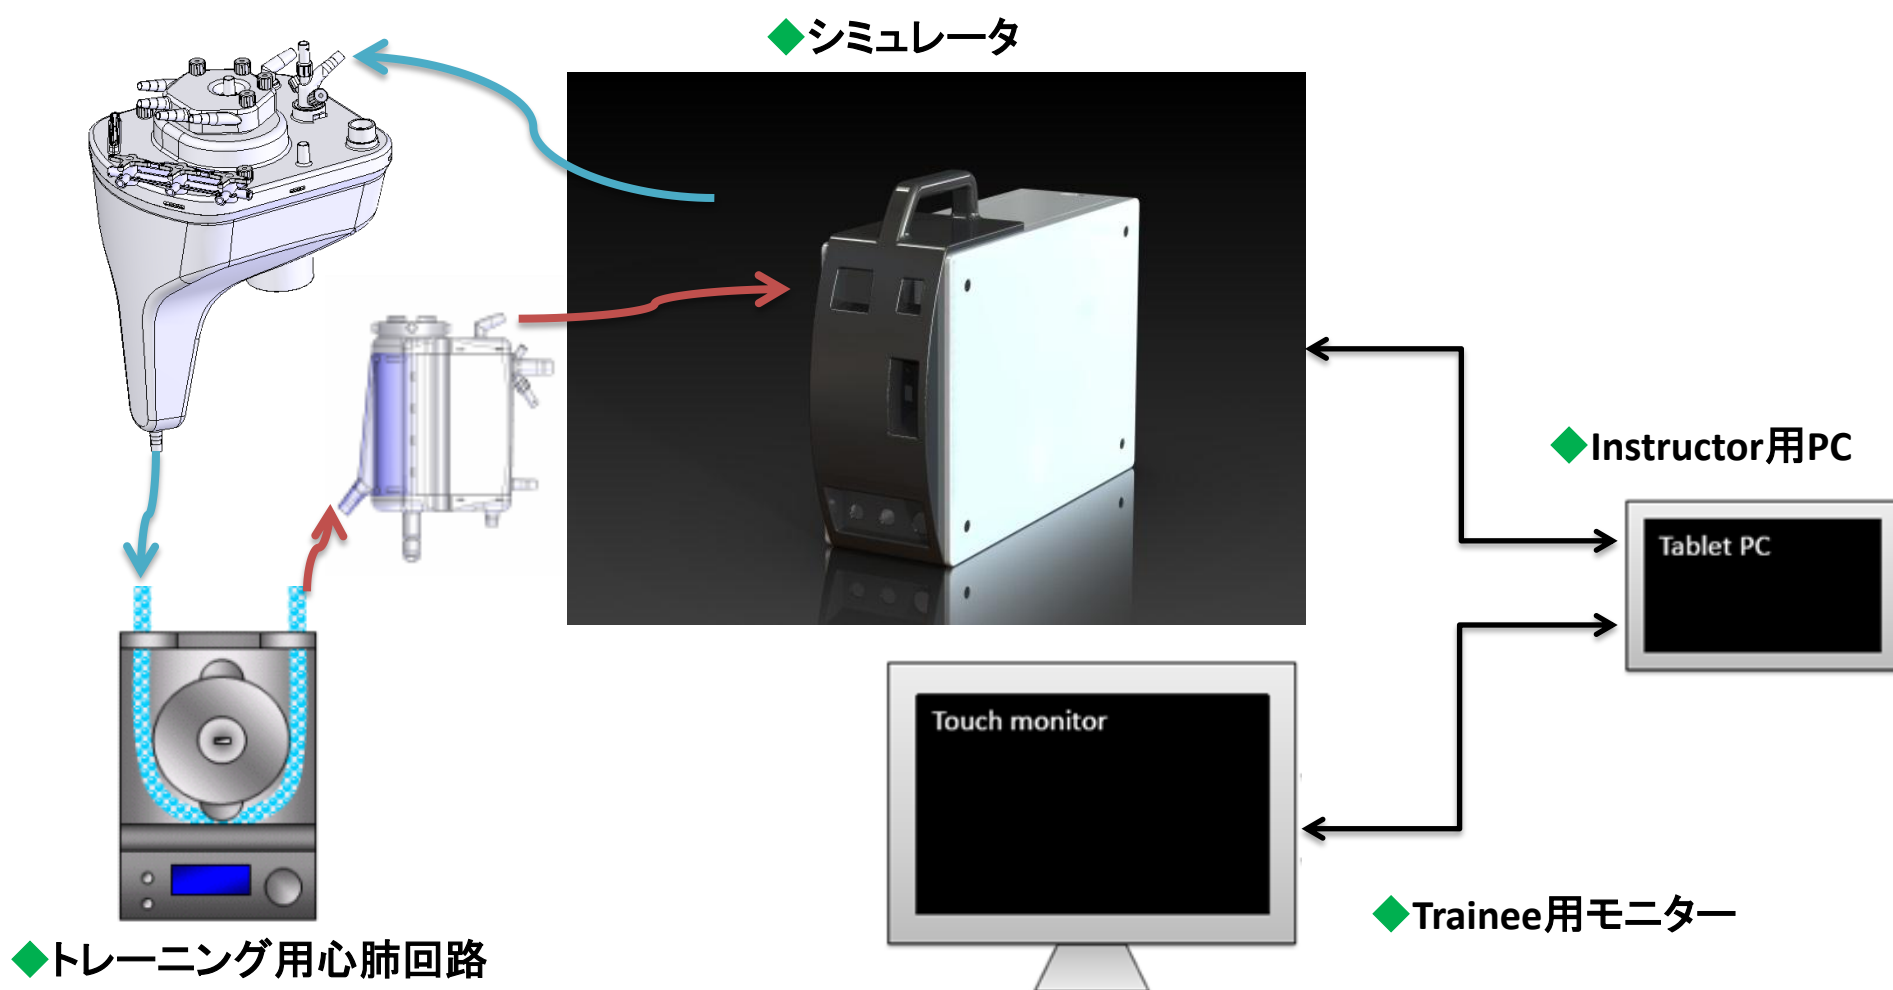 ◆シミュレータ
◆Instructor用PC
Tablet PC
Touch monitor
◆Trainee用モニター
◆トレーニング用心肺回路